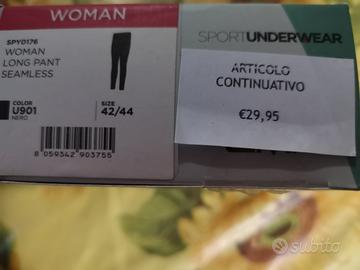 WOMAN
SPY0176
WOMAN
LONG PANT
SEAMLESS
COLOR
U901
NERO
SIZE
42/44
8 059342 903755
SPORTUNDERWEAR
ARTICOLO
CONTINUATIVO
€29,95
subito